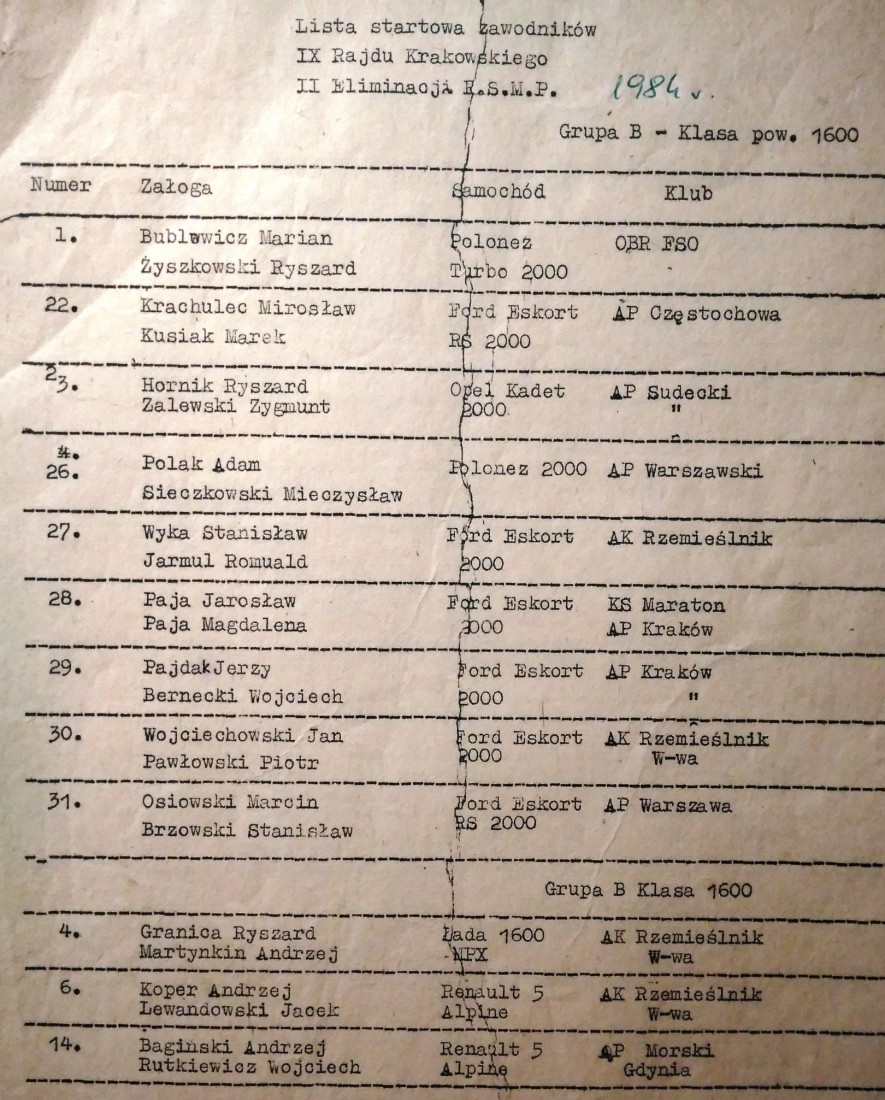 Lista startowa zawodników
IX Rajdu Krakowskiego
II Eliminacja R.S.M.P. 1984 r.
Grupa B - Klasa pow. 1600
Numer Załoga Samochód Klub
1. Bublewicz Marian Polonez OBR FSO
Żyszkowski Ryszard Turbo 2000
22. Krachulec Mirosław Ford Eskort AP Częstochowa
Kusiak Marek RS 2000
23. Hornik Ryszard Opel Kadet AP Sudecki
Zalewski Zygmunt 2000 "
26. Polak Adam Polonez 2000 AP Warszawski
Sieczkowski Mieczysław
27. Wyka Stanisław Ford Eskort AK Rzemieślnik
Jarmul Romuald 2000
28. Paja Jarosław Ford Eskort KS Maraton
Paja Magdalena 2000 AP Kraków
29. Pajdak Jerzy Ford Eskort AP Kraków
Bernecki Wojciech 2000 "
30. Wojciechowski Jan Ford Eskort AK Rzemieślnik
Pawłowski Piotr 2000 W-wa
31. Osiowski Marcin Ford Eskort AP Warszawa
Brzowski Stanisław RS 2000
Grupa B Klasa 1600
4. Granica Ryszard Łada 1600 AK Rzemieślnik
Martynkin Andrzej W-wa
6. Koper Andrzej Renault 5 AK Rzemieślnik
Lewandowski Jacek Alpine W-wa
14. Bagiński Andrzej Renault 5 AP Morski
Rutkiewicz Wojciech Alpine Gdynia